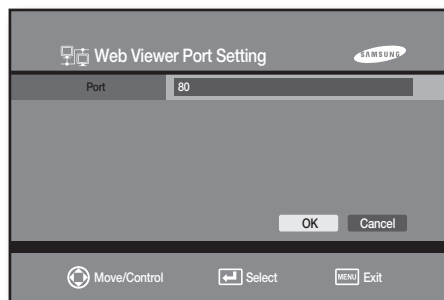 Web Viewer Port Setting
SAMSUNG
Port
80
OK
Cancel
Move/Control
Select
MENU
Exit